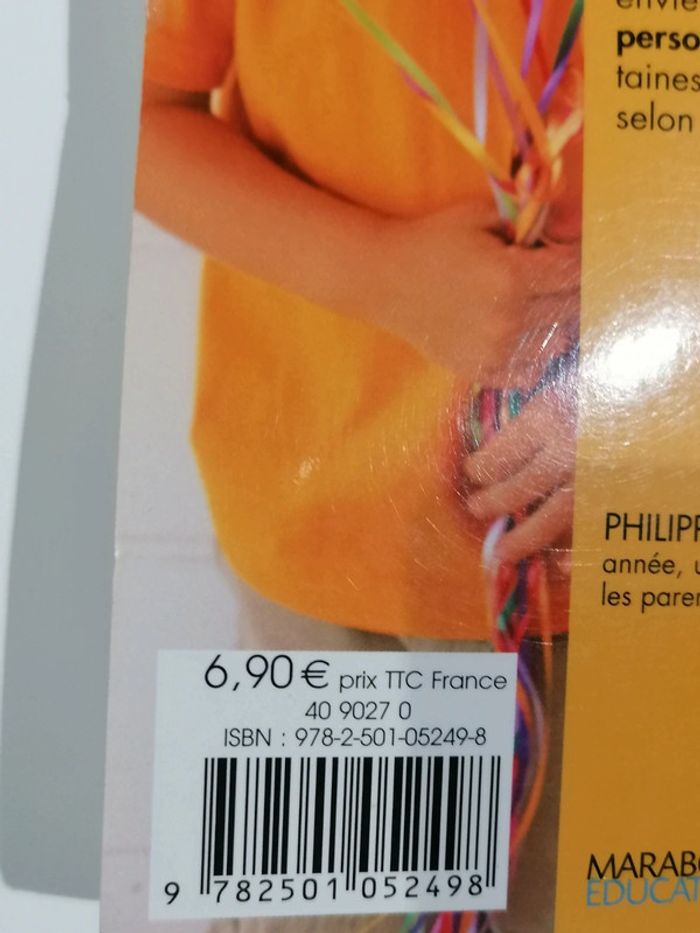 envie
perso
taines
selon
PHILIPP
année, u
les paren
6,90 € prix TTC France
40 9027 0
ISBN : 978-2-501-05249-8
9 782501 052498
MARABO
EDUCAT